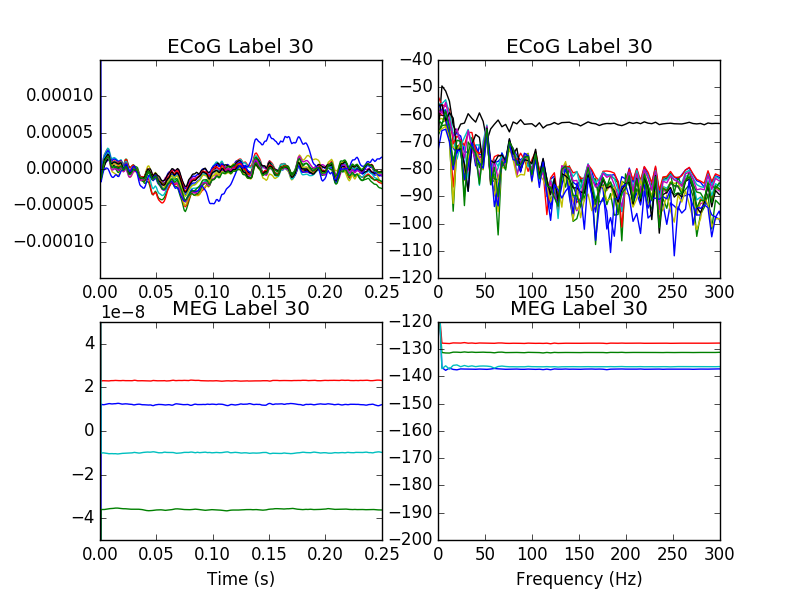 ECoG Label 30
0.00010
0.00005
0.00000
−0.00005
−0.00010
0.00 0.05 0.10 0.15 0.20 0.25
ECoG Label 30
−40
−50
−60
−70
−80
−90
−100
−110
−120
0 50 100 150 200 250 300
MEG Label 30
1e−8
4
2
0
−2
−4
0.00 0.05 0.10 0.15 0.20 0.25
Time (s)
MEG Label 30
−120
−130
−140
−150
−160
−170
−180
−190
−200
0 50 100 150 200 250 300
Frequency (Hz)